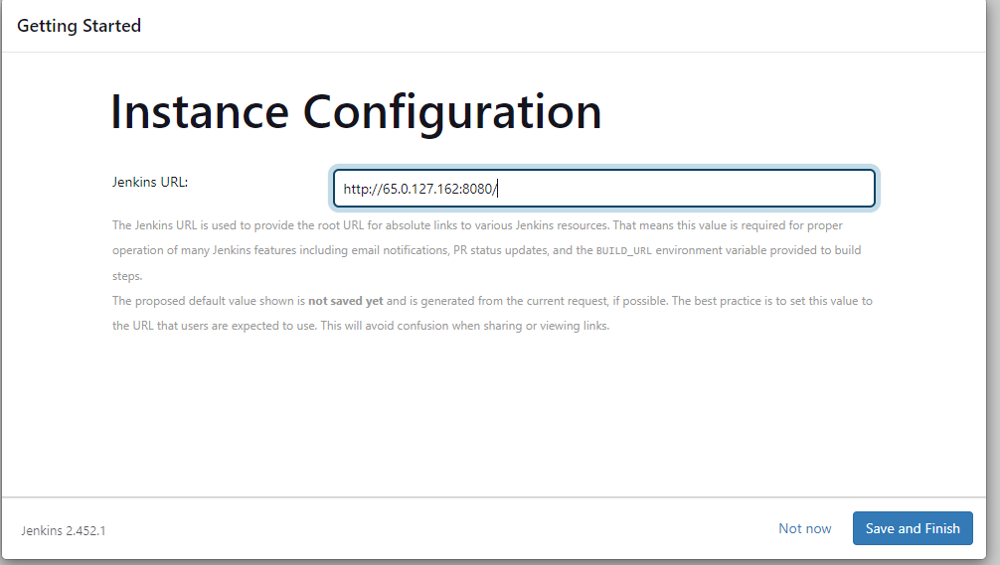 Getting Started
Instance Configuration
Jenkins URL:
http://65.0.127.162:8080/
The Jenkins URL is used to provide the root URL for absolute links to various Jenkins resources. That means this value is required for proper
operation of many Jenkins features including email notifications, PR status updates, and the BUILD_URL environment variable provided to build
steps.
The proposed default value shown is not saved yet and is generated from the current request, if possible. The best practice is to set this value to
the URL that users are expected to use. This will avoid confusion when sharing or viewing links.
Jenkins 2.452.1
Not now
Save and Finish